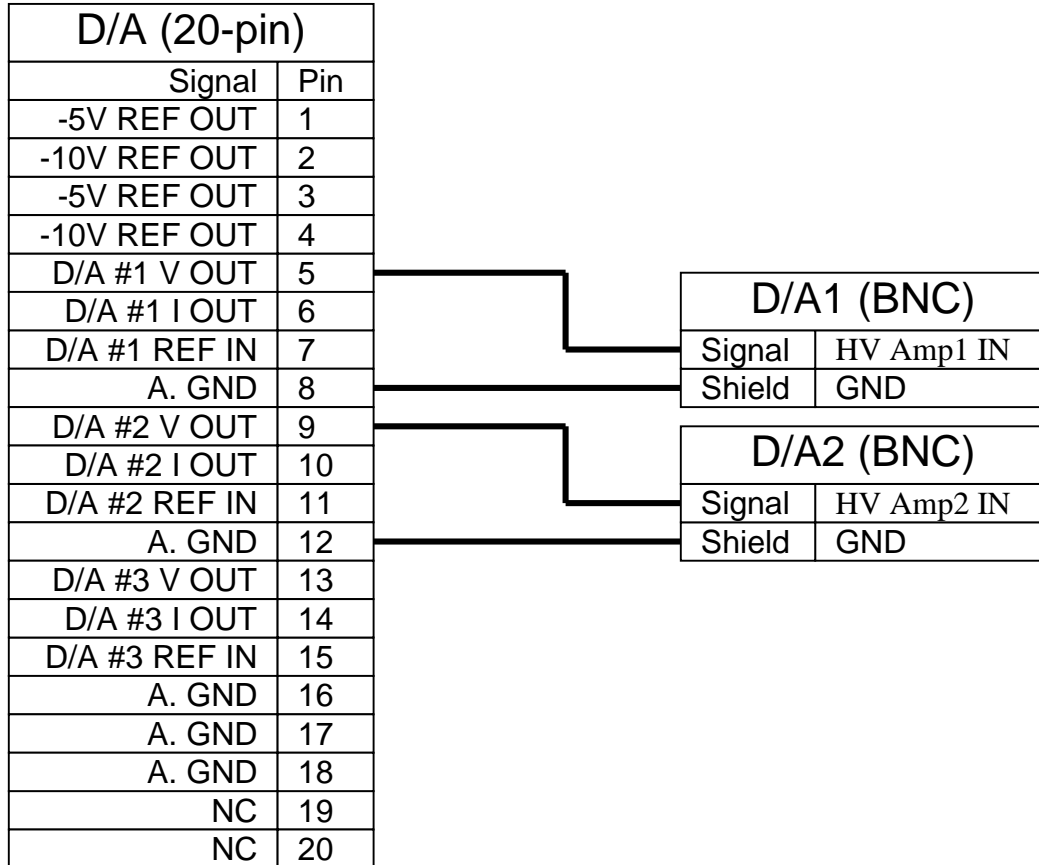 D/A (20-pin)
Signal Pin
-5V REF OUT 1
-10V REF OUT 2
-5V REF OUT 3
-10V REF OUT 4
D/A #1 V OUT 5
D/A #1 I OUT 6
D/A #1 REF IN 7
A. GND 8
D/A #2 V OUT 9
D/A #2 I OUT 10
D/A #2 REF IN 11
A. GND 12
D/A #3 V OUT 13
D/A #3 I OUT 14
D/A #3 REF IN 15
A. GND 16
A. GND 17
A. GND 18
NC 19
NC 20
D/A1 (BNC)
Signal HV Amp1 IN
Shield GND
D/A2 (BNC)
Signal HV Amp2 IN
Shield GND